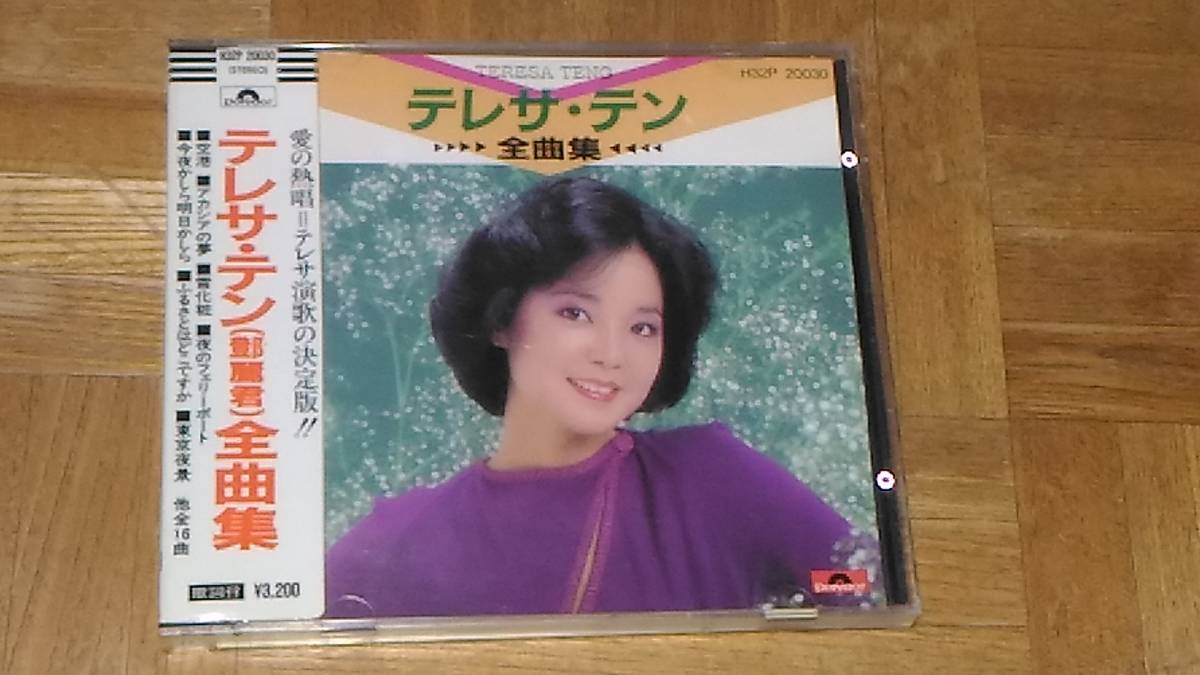 H32P 20030
(STEREO)
Polydor
愛の熱唱=テレサ演歌の決定版!!
テレサ・テン(鄧麗君)全曲集
■空港 ■アカシアの夢 ■雪化粧 ■夜のフェリーボート
■今夜かしら明日かしら ■ふるさとはどこですか ■東京夜景 他全16曲
歌詞付 ¥3,200
TERESA TENG
H32P 20030
テレサ・テン
全曲集
Polydor